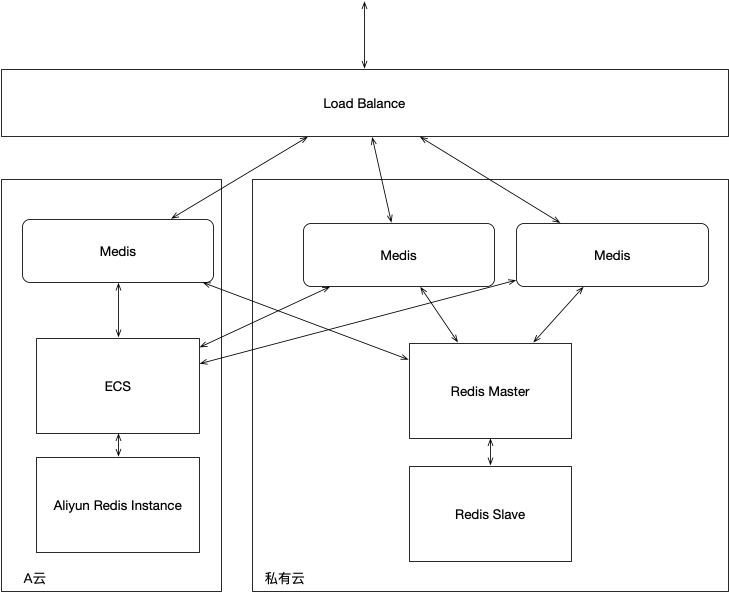 Load Balance
Medis
Medis
Medis
ECS
Redis Master
Aliyun Redis Instance
Redis Slave
A云
私有云